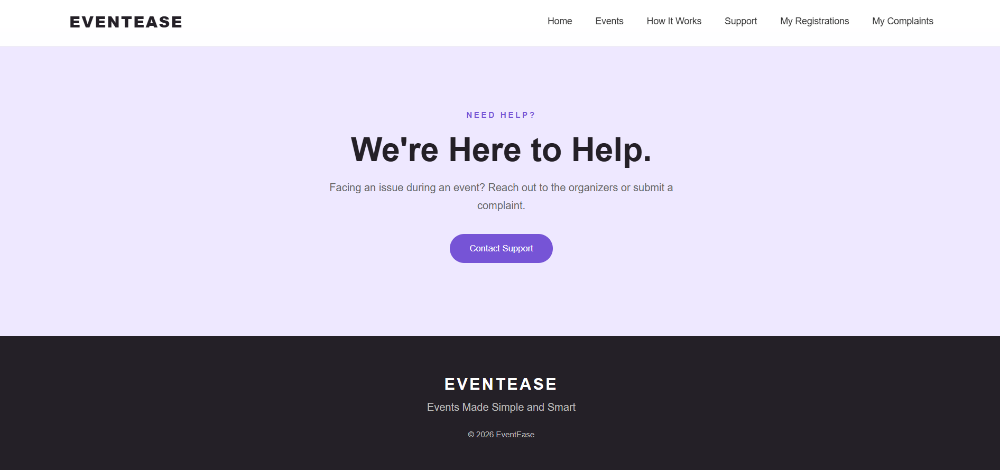 EVENTEASE
Home Events How It Works Support My Registrations My Complaints
NEED HELP?
We're Here to Help.
Facing an issue during an event? Reach out to the organizers or submit a
complaint.
Contact Support
EVENTEASE
Events Made Simple and Smart
© 2026 EventEase